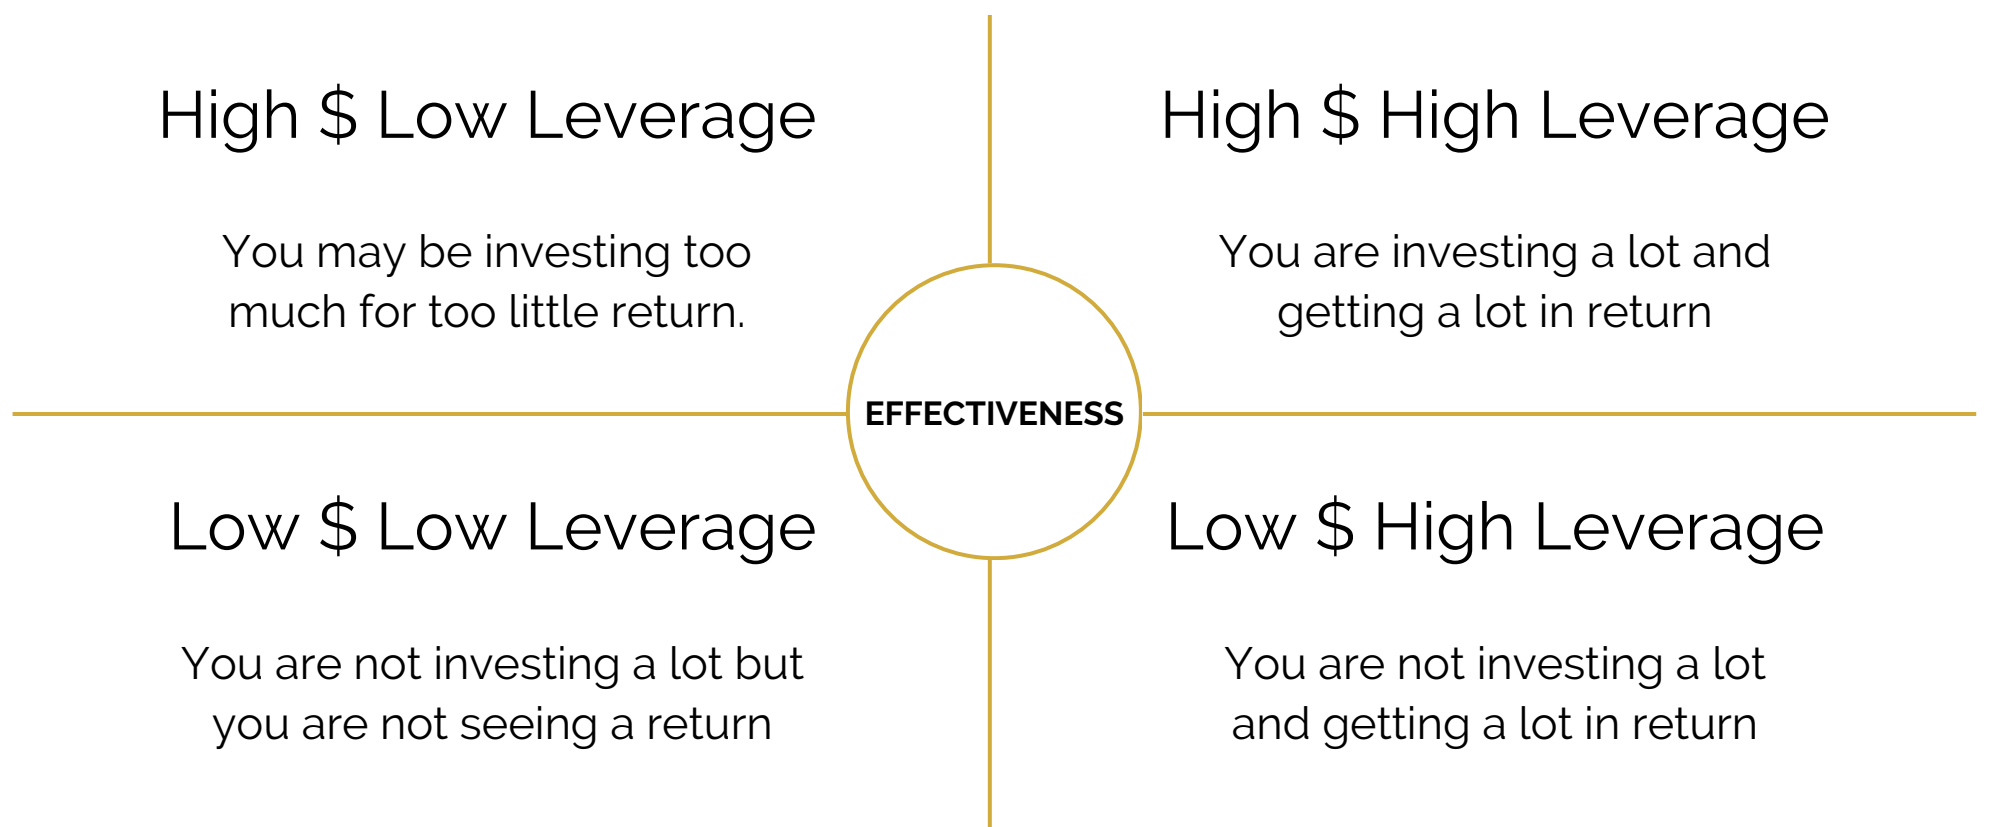 High $ Low Leverage
You may be investing too
much for too little return.
High $ High Leverage
You are investing a lot and
getting a lot in return
EFFECTIVENESS
Low $ Low Leverage
You are not investing a lot but
you are not seeing a return
Low $ High Leverage
You are not investing a lot
and getting a lot in return